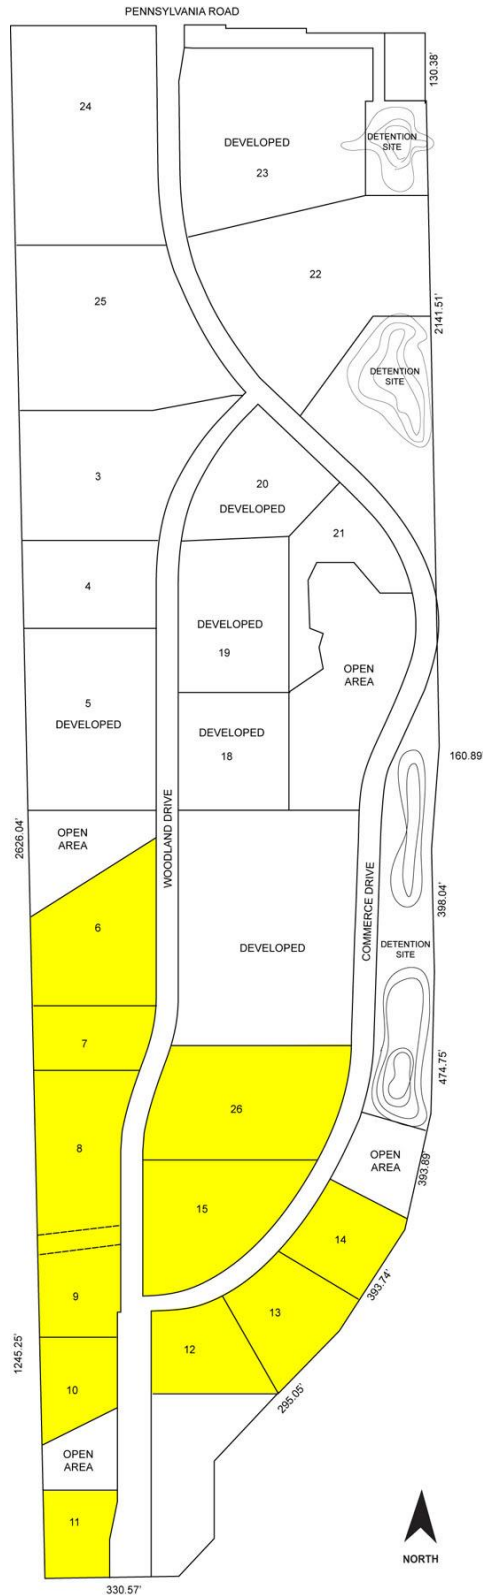 PENNSYLVANIA ROAD
24
130.38'
DEVELOPED
23
DETENTION
SITE
22
25
2141.51'
DETENTION
SITE
3
20
DEVELOPED
21
4
DEVELOPED
19
OPEN
AREA
5
DEVELOPED
DEVELOPED
18
160.89'
WOODLAND DRIVE
2626.04'
OPEN
AREA
COMMERCE DRIVE
398.04'
6
DEVELOPED
DETENTION
SITE
7
474.75'
26
8
OPEN
AREA
393.89'
15
14
9
13
393.74'
12
1245.25'
10
295.05'
OPEN
AREA
11
NORTH
330.57'